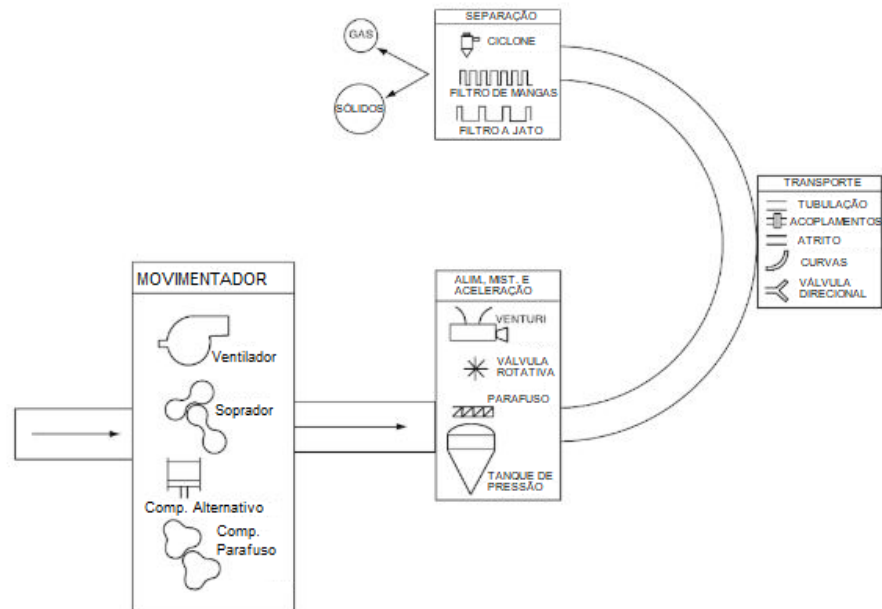 SEPARAÇÃO
GAS
CICLONE
SÓLIDOS
FILTRO DE MANGAS
FILTRO A JATO
TRANSPORTE
TUBULAÇÃO
ACOPLAMENTOS
ATRITO
CURVAS
VÁLVULA
DIRECIONAL
MOVIMENTADOR
Ventilador
Soprador
Comp. Alternativo
Comp.
Parafuso
ALIM., MIST. E
ACELERAÇÃO
VENTURI
VÁLVULA
ROTATIVA
PARAFUSO
TANQUE DE
PRESSÃO